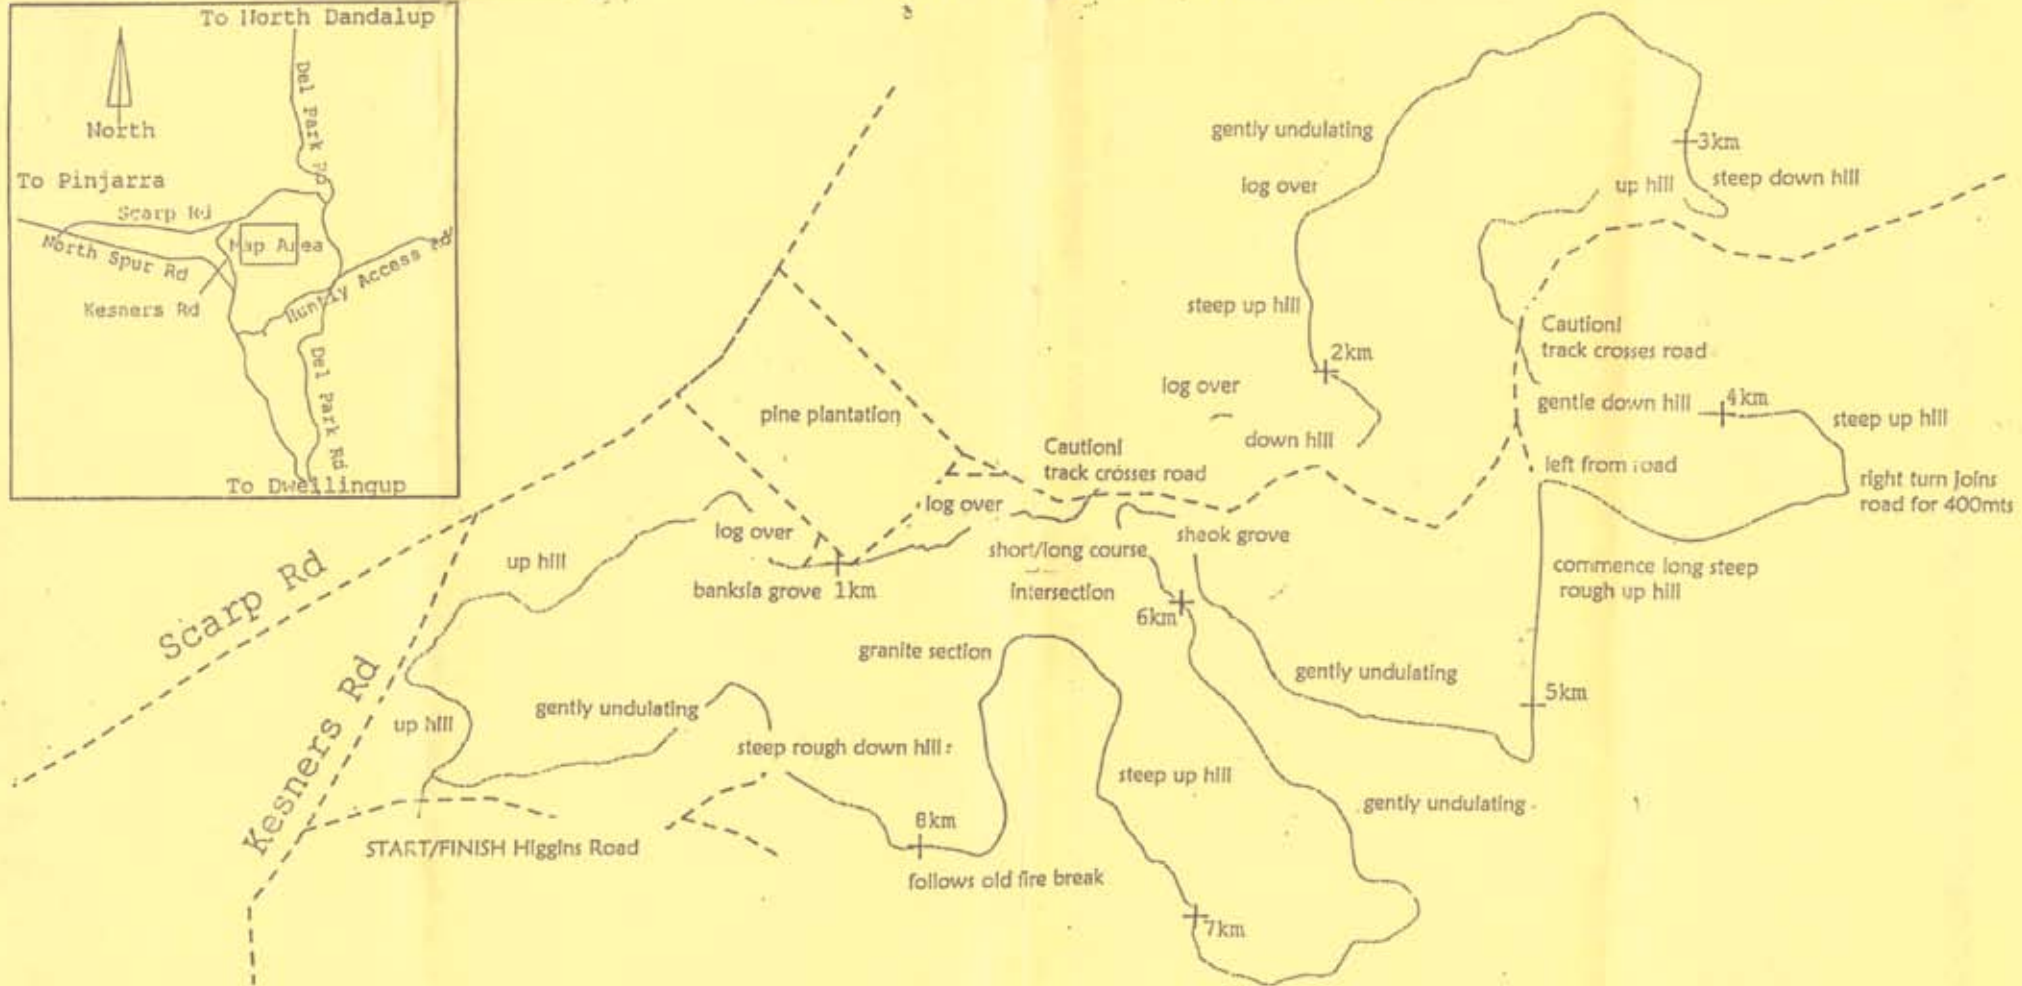 To North Dandalup
Del Park Rd
North
To Pinjarra
Scarp Rd
Map Area
North Spur Rd
Huntly Access Rd
Kesners Rd
Del Park Rd
To Dwellingup
gently undulating
3km
log over
up hill
steep down hill
steep up hill
Caution!
track crosses road
2km
log over
gentle down hill
4km
pine plantation
steep up hill
down hill
Caution!
track crosses road
left from road
right turn joins
road for 400mts
log over
log over
sheok grove
short/long course
intersection
up hill
Scarp Rd
commence long steep
rough up hill
banksia grove
1km
6km
granite section
gently undulating
5km
Kesners Rd
up hill
gently undulating
steep rough down hill
steep up hill
gently undulating
8km
START/FINISH Higgins Road
follows old fire break
7km